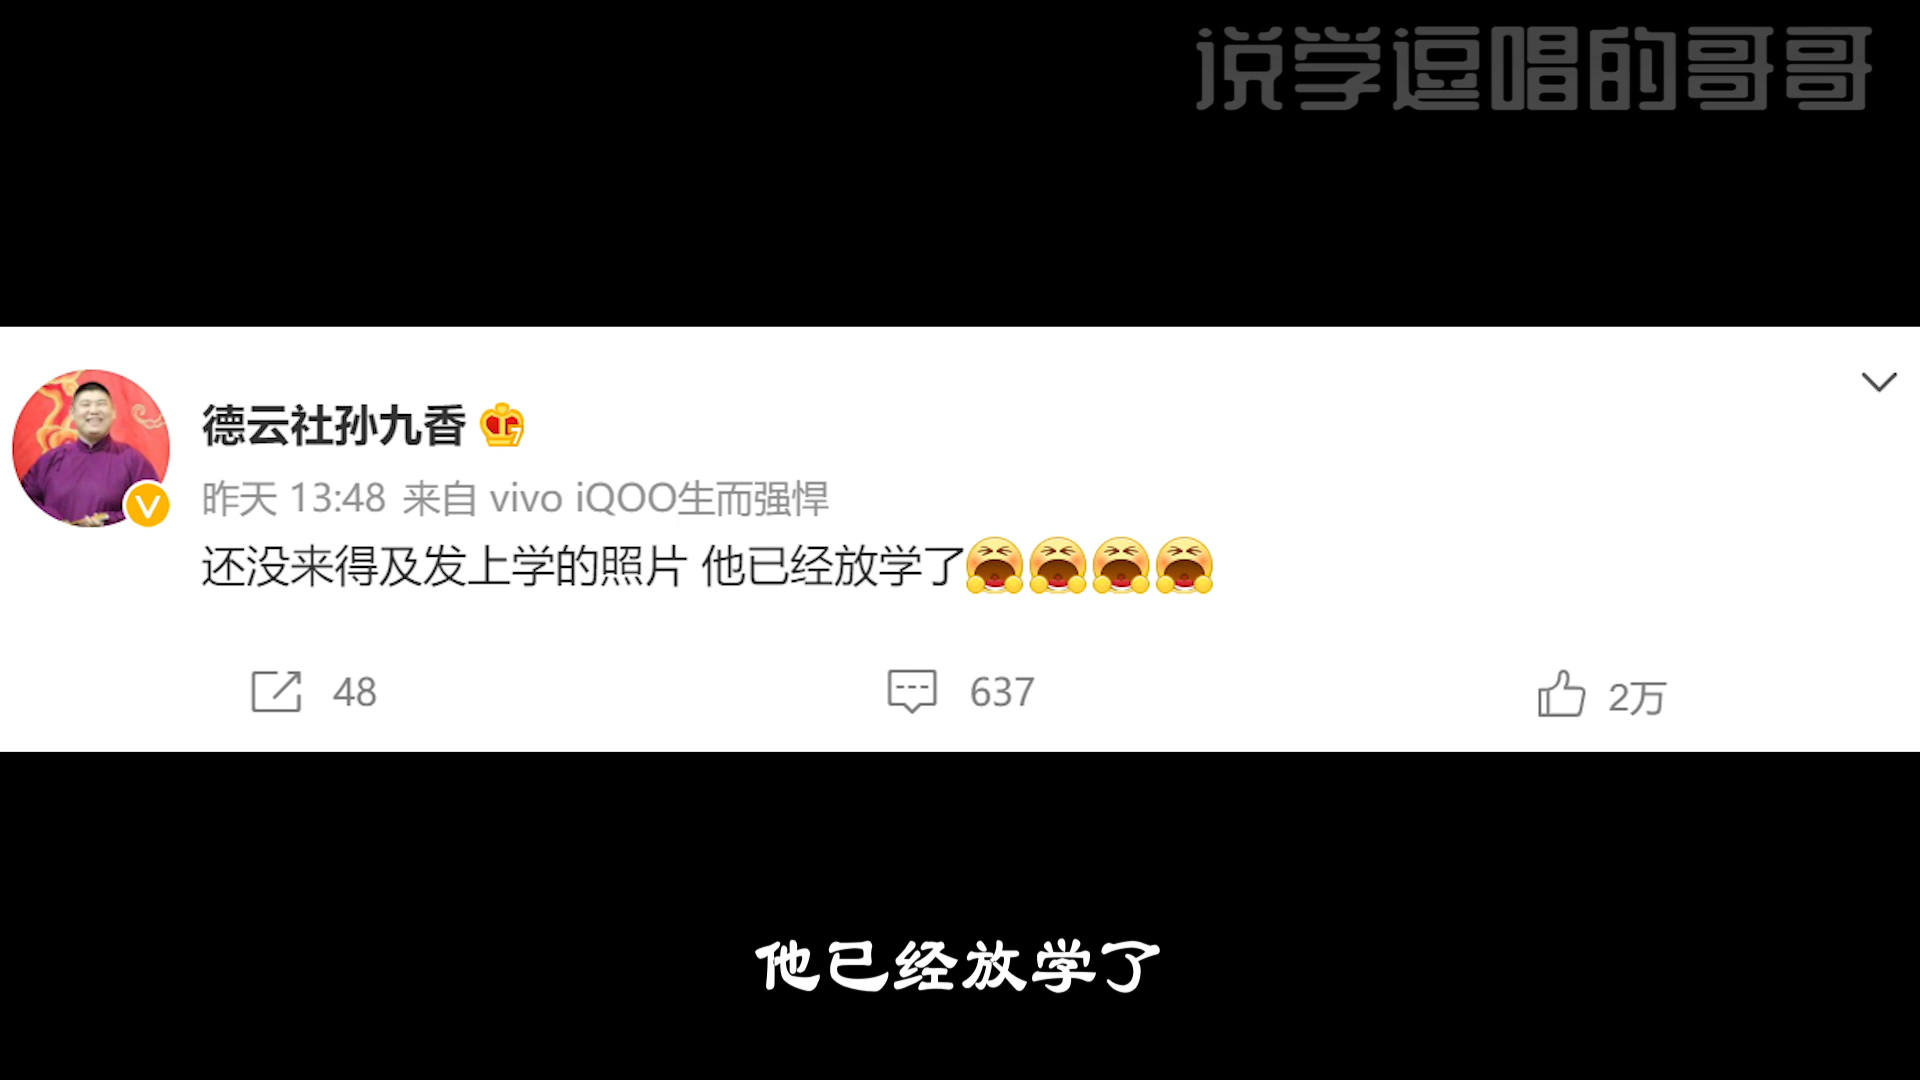 说学逗唱的哥哥
德云社孙九香
昨天 13:48 来自 vivo iQOO生而强悍
还没来得及发上学的照片 他已经放学了
48
637
2万
他已经放学了